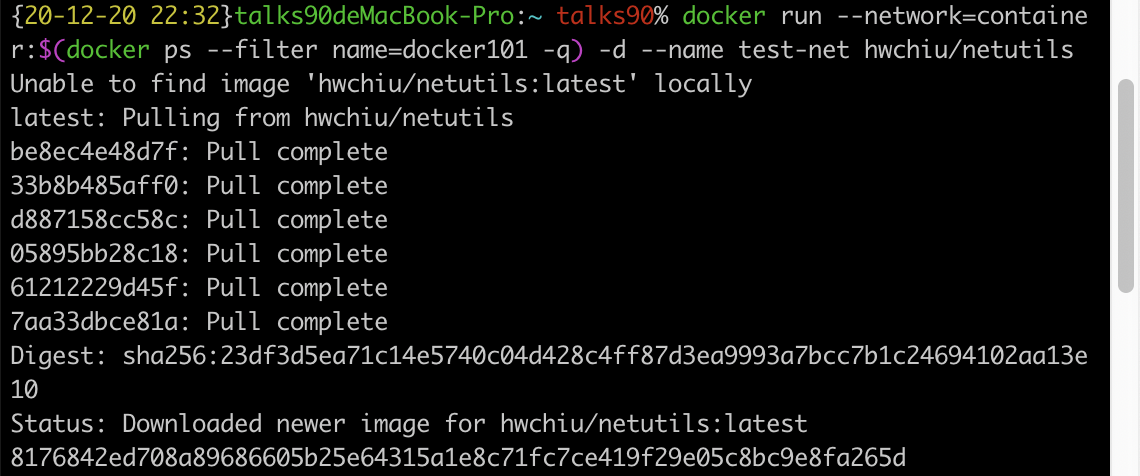 {20-12-20 22:32}talks90deMacBook-Pro:~ talks90% docker run --network=containe
r:$(docker ps --filter name=docker101 -q) -d --name test-net hwchiu/netutils
Unable to find image 'hwchiu/netutils:latest' locally
latest: Pulling from hwchiu/netutils
be8ec4e48d7f: Pull complete
33b8b485aff0: Pull complete
d887158cc58c: Pull complete
05895bb28c18: Pull complete
61212229d45f: Pull complete
7aa33dbce81a: Pull complete
Digest: sha256:23df3d5ea71c14e5740c04d428c4ff87d3ea9993a7bcc7b1c24694102aa13e
10
Status: Downloaded newer image for hwchiu/netutils:latest
8176842ed708a89686605b25e64315a1e8c71fc7ce419f29e05c8bc9e8fa265d